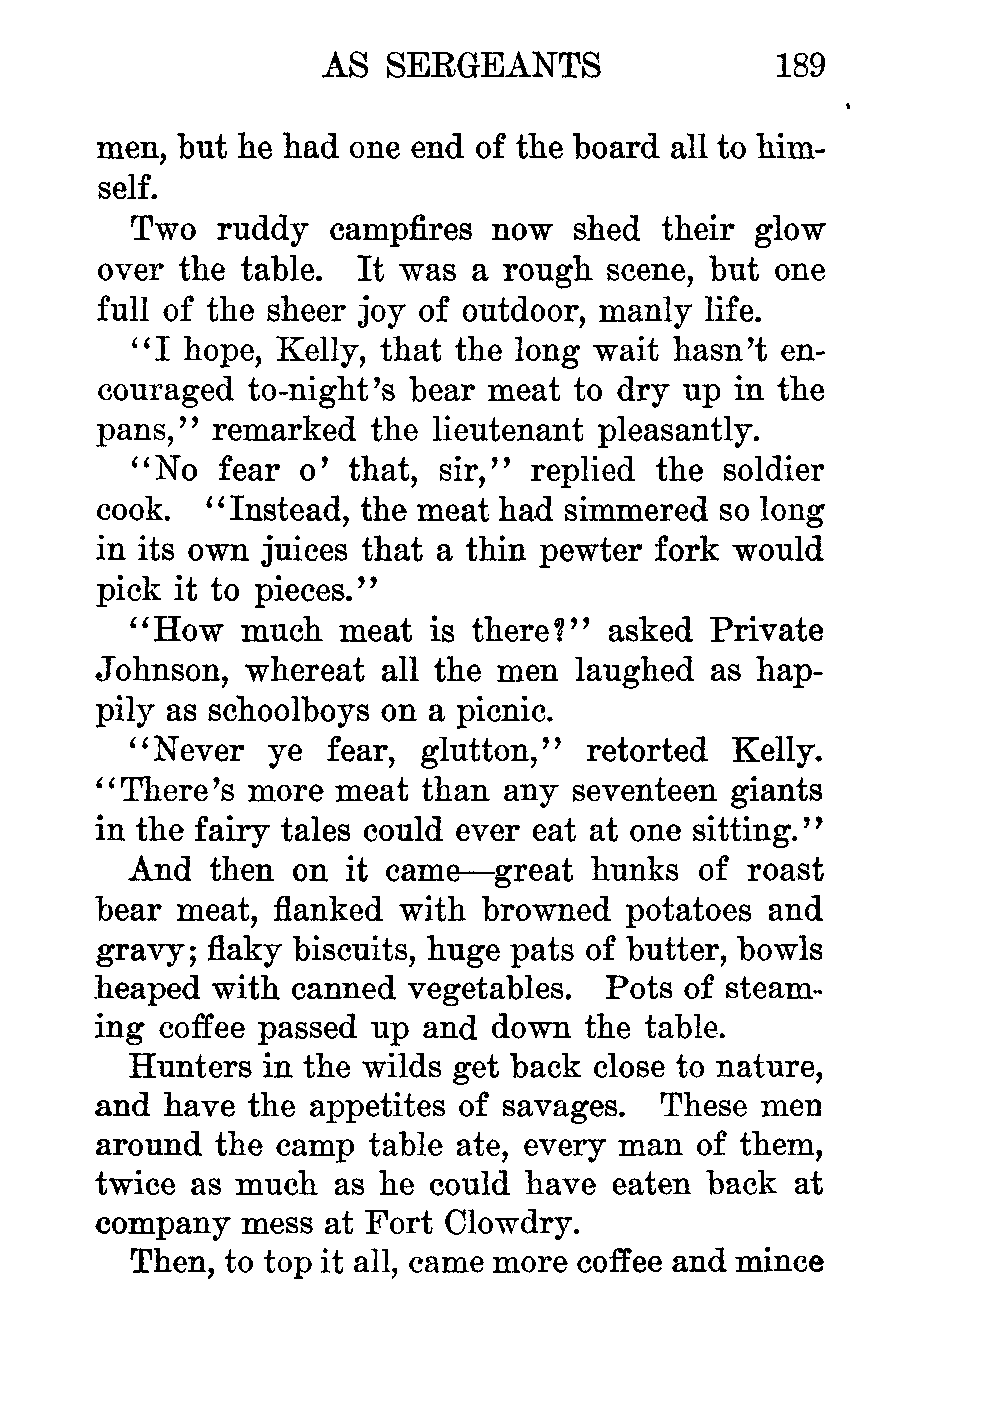 AS SERGEANTS 189
men, but he had one end of the board all to him-
self.
Two ruddy campfires now shed their glow
over the table. It was a rough scene, but one
full of the sheer joy of outdoor, manly life.
“I hope, Kelly, that the long wait hasn’t en-
couraged to-night’s bear meat to dry up in the
pans,” remarked the lieutenant pleasantly.
“No fear o’ that, sir,” replied the soldier
cook. “Instead, the meat had simmered so long
in its own juices that a thin pewter fork would
pick it to pieces.”
“How much meat is there?” asked Private
Johnson, whereat all the men laughed as hap-
pily as schoolboys on a picnic.
“Never ye fear, glutton,” retorted Kelly.
“There’s more meat than any seventeen giants
in the fairy tales could ever eat at one sitting.”
And then on it came—great hunks of roast
bear meat, flanked with browned potatoes and
gravy; flaky biscuits, huge pats of butter, bowls
heaped with canned vegetables. Pots of steam-
ing coffee passed up and down the table.
Hunters in the wilds get back close to nature,
and have the appetites of savages. These men
around the camp table ate, every man of them,
twice as much as he could have eaten back at
company mess at Fort Clowdry.
Then, to top it all, came more coffee and mince